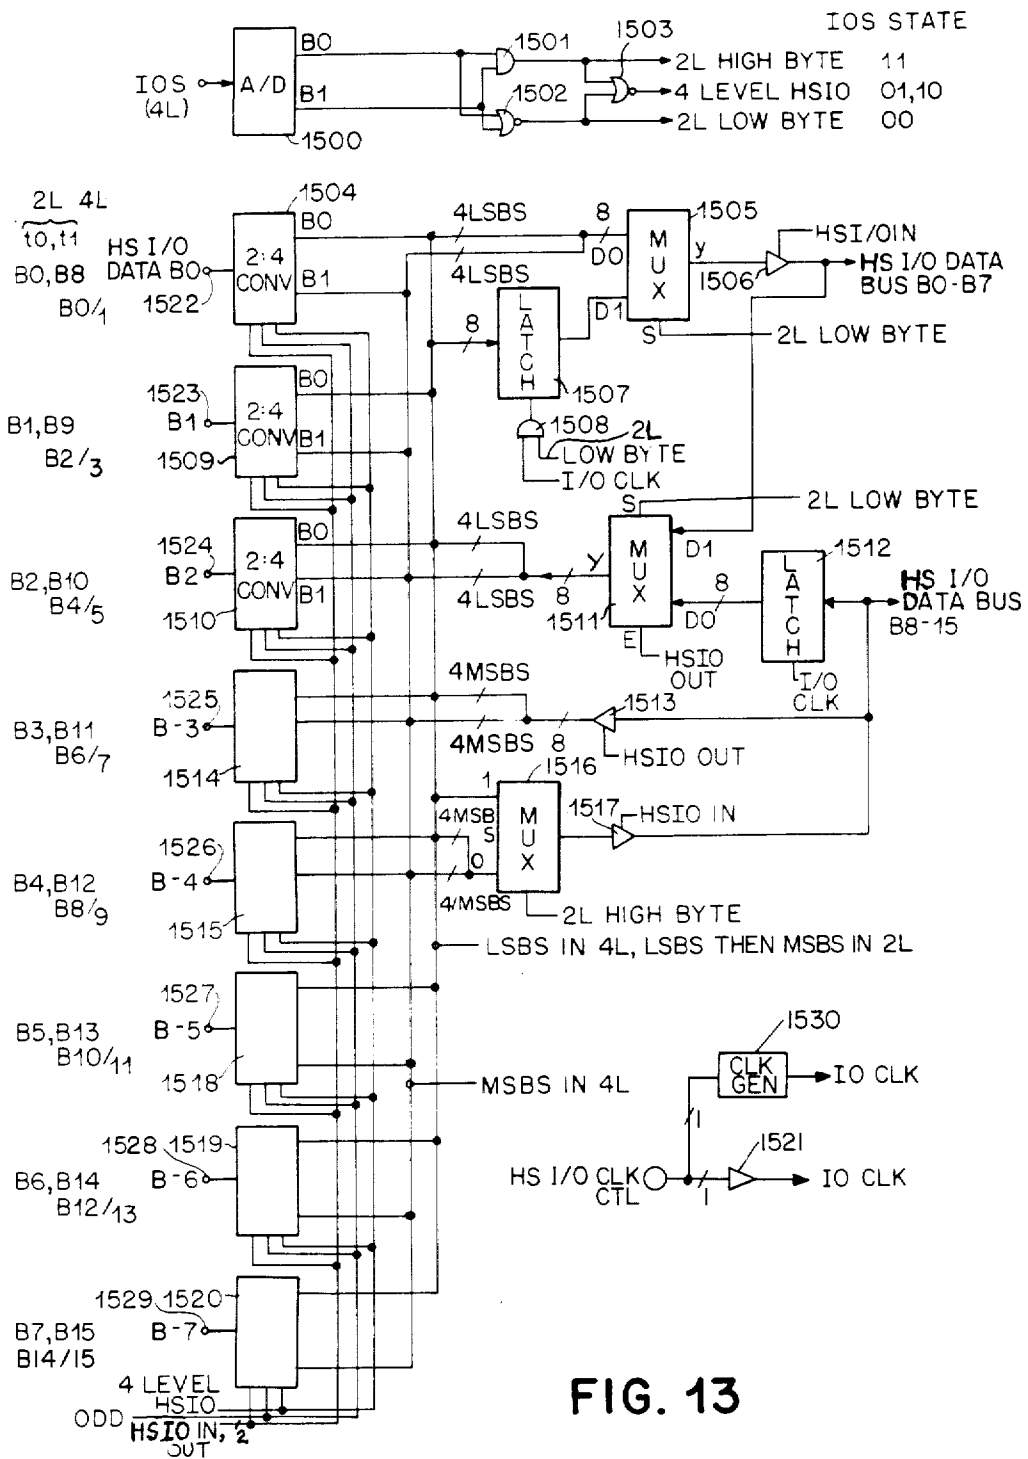 IOS STATE
IOS (4L)
A/D
1500
B0
B1
1501
1502
1503
2L HIGH BYTE 11
4 LEVEL HSIO 01,10
2L LOW BYTE 00
2L 4L
t0,t1
B0,B8
B0/1
HS I/O
DATA B0
1522
1504
2:4
CONV
B0
B1
4LSBS
4LSBS
8
D0
D1
MUX
1505
y
S
2L LOW BYTE
1506
HSI/OIN
HS I/O DATA
BUS B0-B7
8
LATCH
1507
1508
2L
LOW BYTE
I/O CLK
B1,B9
B2/3
1523
B1
1509
2:4
CONV
B0
B1
B2,B10
B4/5
1524
B2
1510
2:4
CONV
B0
B1
4LSBS
4LSBS
8
y
S
2L LOW BYTE
MUX
1511
D1
D0
8
E
HSIO
OUT
LATCH
1512
I/O
CLK
HS I/O
DATA BUS
B8-15
B3,B11
B6/7
1525
B-3
1514
4MSBS
4MSBS
8
1513
HSIO OUT
B4,B12
B8/9
1526
B-4
1515
1
4MSB
S
0
4/MSBS
1516
MUX
1517
HSIO IN
2L HIGH BYTE
LSBS IN 4L, LSBS THEN MSBS IN 2L
B5,B13
B10/11
1527
B-5
1518
MSBS IN 4L
B6,B14
B12/13
1528
1519
B-6
B7,B15
B14/15
1529
1520
B-7
4 LEVEL
HSIO
ODD
HSIO IN, 2
OUT
1530
CLK
GEN
IO CLK
1
HS I/O CLK
CTL
1
1521
IO CLK
FIG. 13